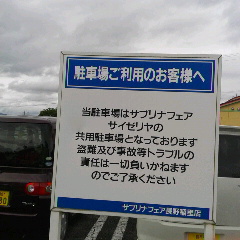 駐車場ご利用のお客様へ
当駐車場はサプリナフェア
サイゼリヤの
共用駐車場となっております
盗難及び事故等トラブルの
責任は一切負いかねます
のでご了承ください
サプリナフェア長野稲里店